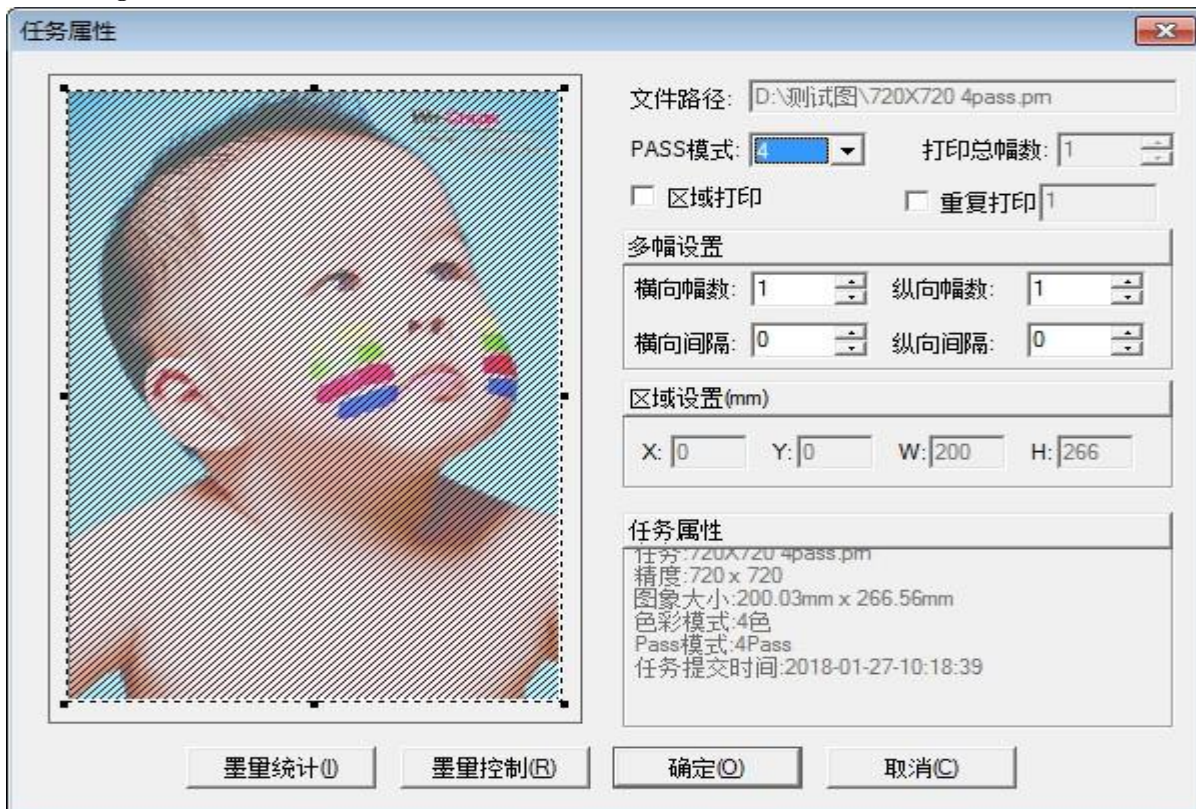 任务属性
文件路径: D:\测试图\720X720 4pass.prn
PASS模式: 4 打印总幅数: 1
区域打印 重复打印 1
多幅设置
横向幅数: 1 纵向幅数: 1
横向间隔: 0 纵向间隔: 0
区域设置(mm)
X: 0 Y: 0 W: 200 H: 266
任务属性
任务:720X720 4pass.prn
精度:720 x 720
图象大小:200.03mm x 266.56mm
色彩模式:4色
Pass模式:4Pass
任务提交时间:2018-01-27-10:18:39
墨量统计(I) 墨量控制(R) 确定(O) 取消(C)